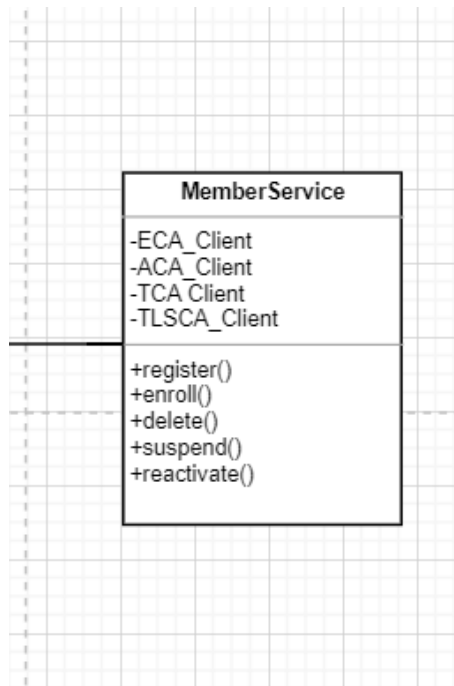 MemberService
-ECA_Client
-ACA_Client
-TCA Client
-TLSCA_Client
+register()
+enroll()
+delete()
+suspend()
+reactivate()